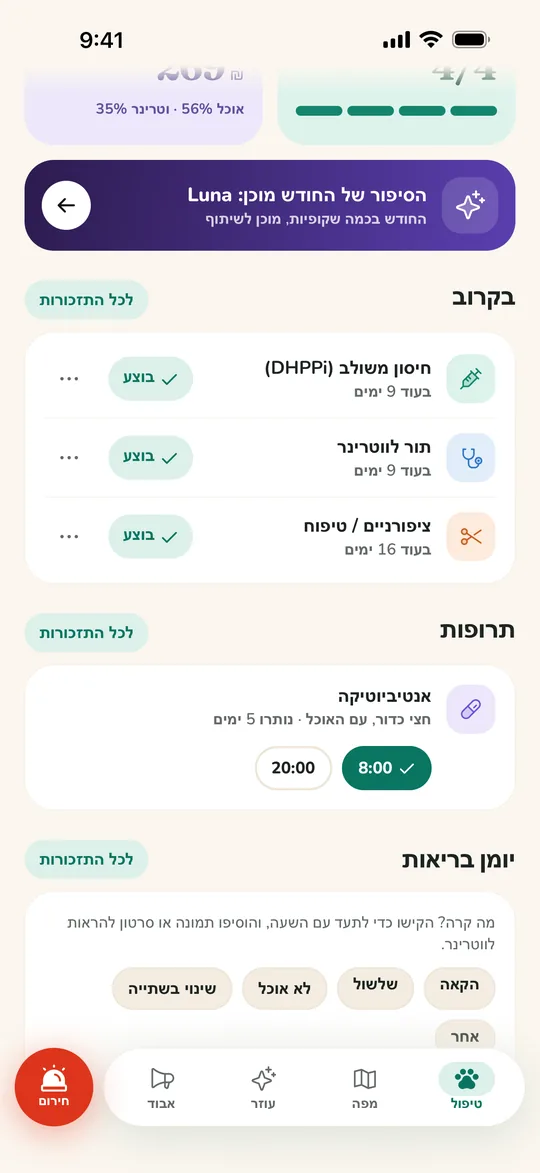 9:41
4/4
₪ 269
אוכל 56% · וטרינר 35%
הסיפור של החודש מוכן: Luna
החודש בכמה שקופיות, מוכן לשיתוף
בקרוב
לכל התזכורות
חיסון משולב (DHPPi)
בעוד 9 ימים
בוצע
תור לווטרינר
בעוד 9 ימים
בוצע
ציפורניים / טיפוח
בעוד 16 ימים
בוצע
תרופות
לכל התזכורות
אנטיביוטיקה
חצי כדור, עם האוכל · נותרו 5 ימים
8:00
20:00
יומן בריאות
לכל התזכורות
מה קרה? הקישו כדי לתעד עם השעה, והוסיפו תמונה או סרטון להראות
לווטרינר.
הקאה
שלשול
לא אוכל
שינוי בשתייה
אחר
טיפול
מפה
עוזר
אבוד
חירום